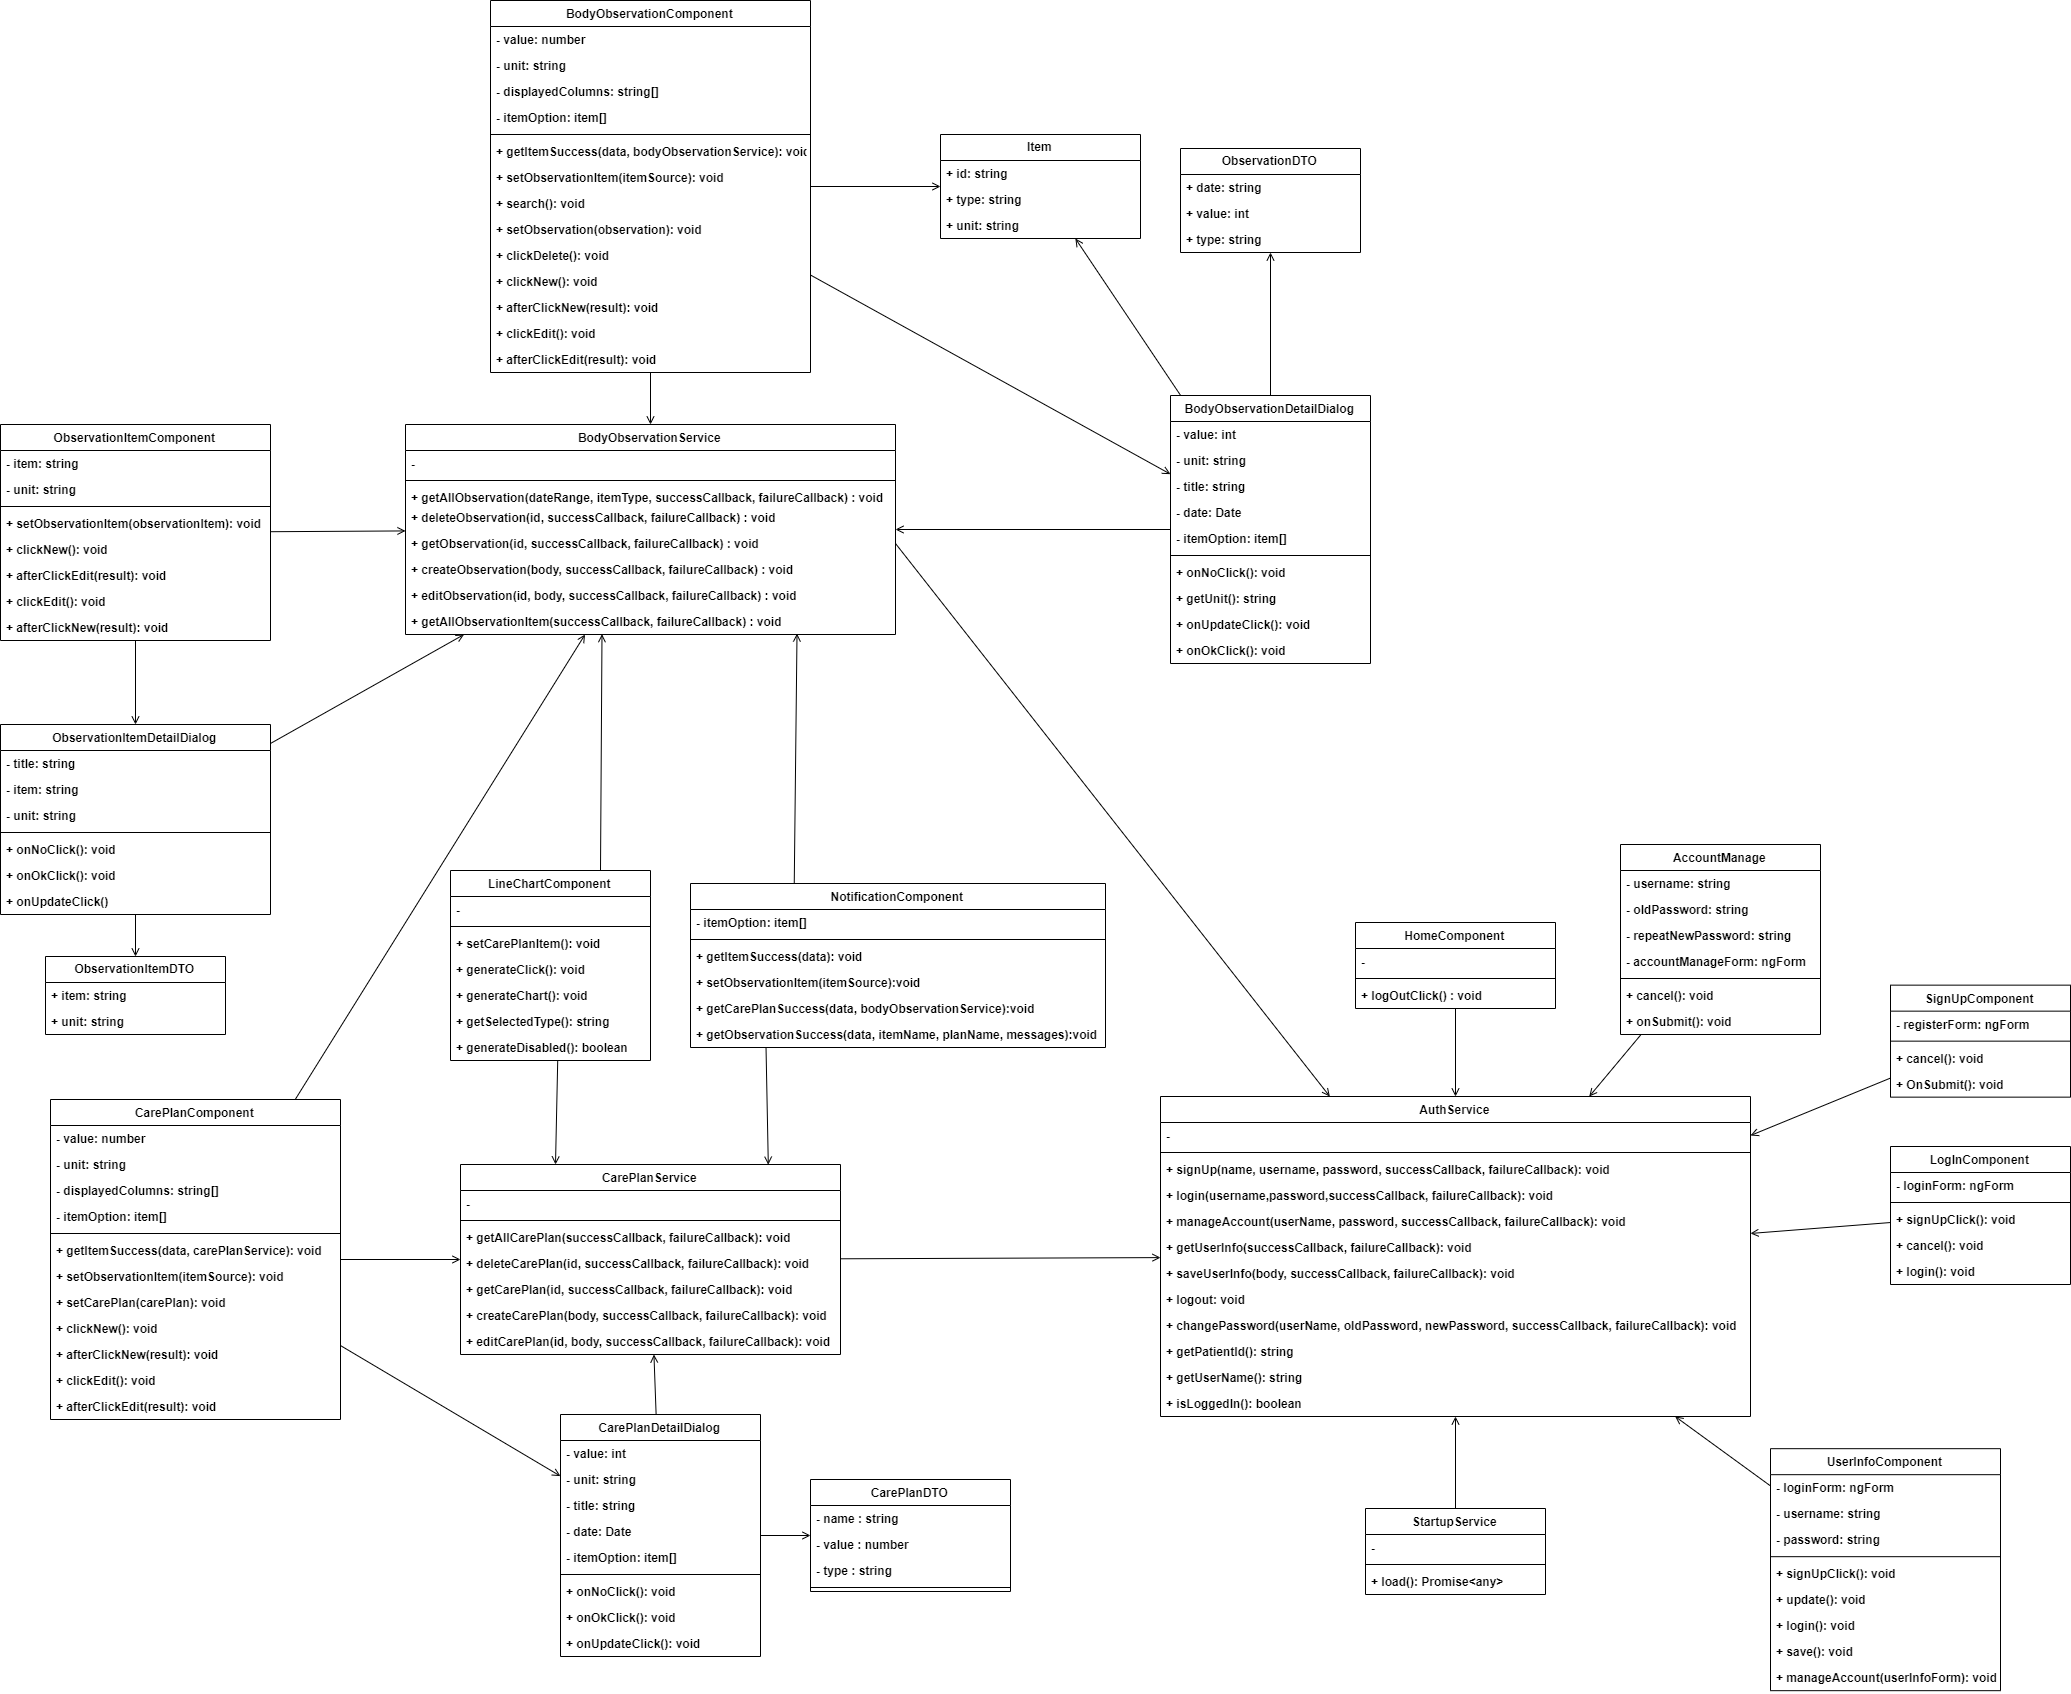 BodyObservationComponent
- value: number
- unit: string
- displayedColumns: string[]
- itemOption: item[]
+ getItemSuccess(data, bodyObservationService): voic
+ setObservationItem(itemSource): void
+ search(): void
+ setObservation(observation): void
+ clickDelete(): void
+ clickNew(): void
+ afterClickNew(result): void
+ clickEdit(): void
+ afterClickEdit(result): void
Item
+ id: string
+ type: string
+ unit: string
ObservationDTO
+ date: string
+ value: int
+ type: string
BodyObservationDetailDialog
- value: int
- unit: string
- title: string
- date: Date
- itemOption: item[]
+ onNoClick(): void
+ getUnit(): string
+ onUpdateClick(): void
+ onOkClick(): void
ObservationItemComponent
- item: string
- unit: string
+ setObservationItem(observationItem): void
+ clickNew(): void
+ afterClickEdit(result): void
+ clickEdit(): void
+ afterClickNew(result): void
BodyObservationService
-
+ getAllObservation(dateRange, itemType, successCallback, failureCallback) : void
+ deleteObservation(id, successCallback, failureCallback) : void
+ getObservation(id, successCallback, failureCallback) : void
+ createObservation(body, successCallback, failureCallback) : void
+ editObservation(id, body, successCallback, failureCallback) : void
+ getAllObservationItem(successCallback, failureCallback) : void
ObservationItemDetailDialog
- title: string
- item: string
- unit: string
+ onNoClick(): void
+ onOkClick(): void
+ onUpdateClick()
ObservationItemDTO
+ item: string
+ unit: string
LineChartComponent
-
+ setCarePlanItem(): void
+ generateClick(): void
+ generateChart(): void
+ getSelectedType(): string
+ generateDisabled(): boolean
NotificationComponent
- itemOption: item[]
+ getItemSuccess(data): void
+ setObservationItem(itemSource):void
+ getCarePlanSuccess(data, bodyObservationService):void
+ getObservationSuccess(data, itemName, planName, messages):void
HomeComponent
-
+ logOutClick() : void
AccountManage
- username: string
- oldPassword: string
- repeatNewPassword: string
- accountManageForm: ngForm
+ cancel(): void
+ onSubmit(): void
SignUpComponent
- registerForm: ngForm
+ cancel(): void
+ OnSubmit(): void
CarePlanComponent
- value: number
- unit: string
- displayedColumns: string[]
- itemOption: item[]
+ getItemSuccess(data, carePlanService): void
+ setObservationItem(itemSource): void
+ setCarePlan(carePlan): void
+ clickNew(): void
+ afterClickNew(result): void
+ clickEdit(): void
+ afterClickEdit(result): void
CarePlanService
-
+ getAllCarePlan(successCallback, failureCallback): void
+ deleteCarePlan(id, successCallback, failureCallback): void
+ getCarePlan(id, successCallback, failureCallback): void
+ createCarePlan(body, successCallback, failureCallback): void
+ editCarePlan(id, body, successCallback, failureCallback): void
AuthService
-
+ signUp(name, username, password, successCallback, failureCallback): void
+ login(username,password,successCallback, failureCallback): void
+ manageAccount(userName, password, successCallback, failureCallback): void
+ getUserInfo(successCallback, failureCallback): void
+ saveUserInfo(body, successCallback, failureCallback): void
+ logout: void
+ changePassword(userName, oldPassword, newPassword, successCallback, failureCallback): void
+ getPatientId(): string
+ getUserName(): string
+ isLoggedIn(): boolean
LogInComponent
- loginForm: ngForm
+ signUpClick(): void
+ cancel(): void
+ login(): void
CarePlanDetailDialog
- value: int
- unit: string
- title: string
- date: Date
- itemOption: item[]
+ onNoClick(): void
+ onOkClick(): void
+ onUpdateClick(): void
CarePlanDTO
- name : string
- value : number
- type : string
StartupService
-
+ load(): Promise<any>
UserInfoComponent
- loginForm: ngForm
- username: string
- password: string
+ signUpClick(): void
+ update(): void
+ login(): void
+ save(): void
+ manageAccount(userInfoForm): void